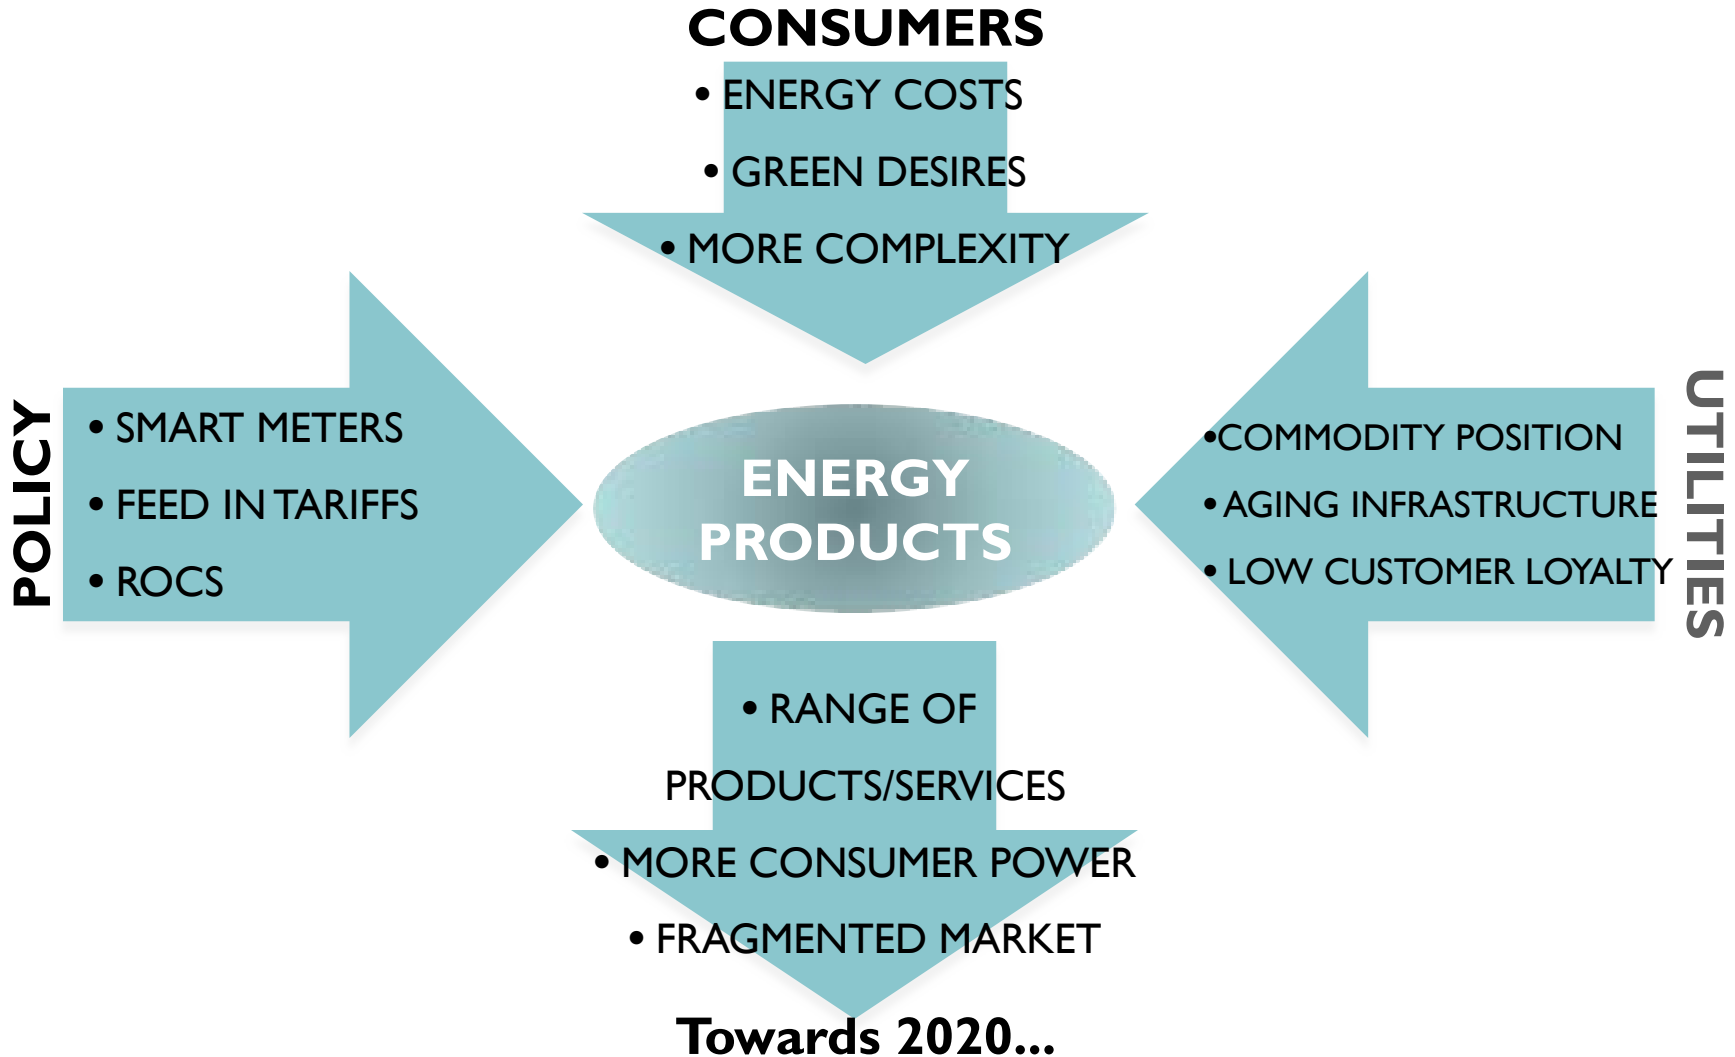 CONSUMERS
• ENERGY COSTS
• GREEN DESIRES
• MORE COMPLEXITY
POLICY
• SMART METERS
• FEED IN TARIFFS
• ROCS
ENERGY
PRODUCTS
•COMMODITY POSITION
• AGING INFRASTRUCTURE
• LOW CUSTOMER LOYALTY
UTILITIES
• RANGE OF
PRODUCTS/SERVICES
• MORE CONSUMER POWER
• FRAGMENTED MARKET
Towards 2020...